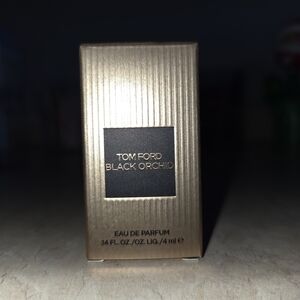 TOM FORD
BLACK ORCHID
EAU DE PARFUM
.14 FL. OZ./OZ. LIQ./4 ml ℮